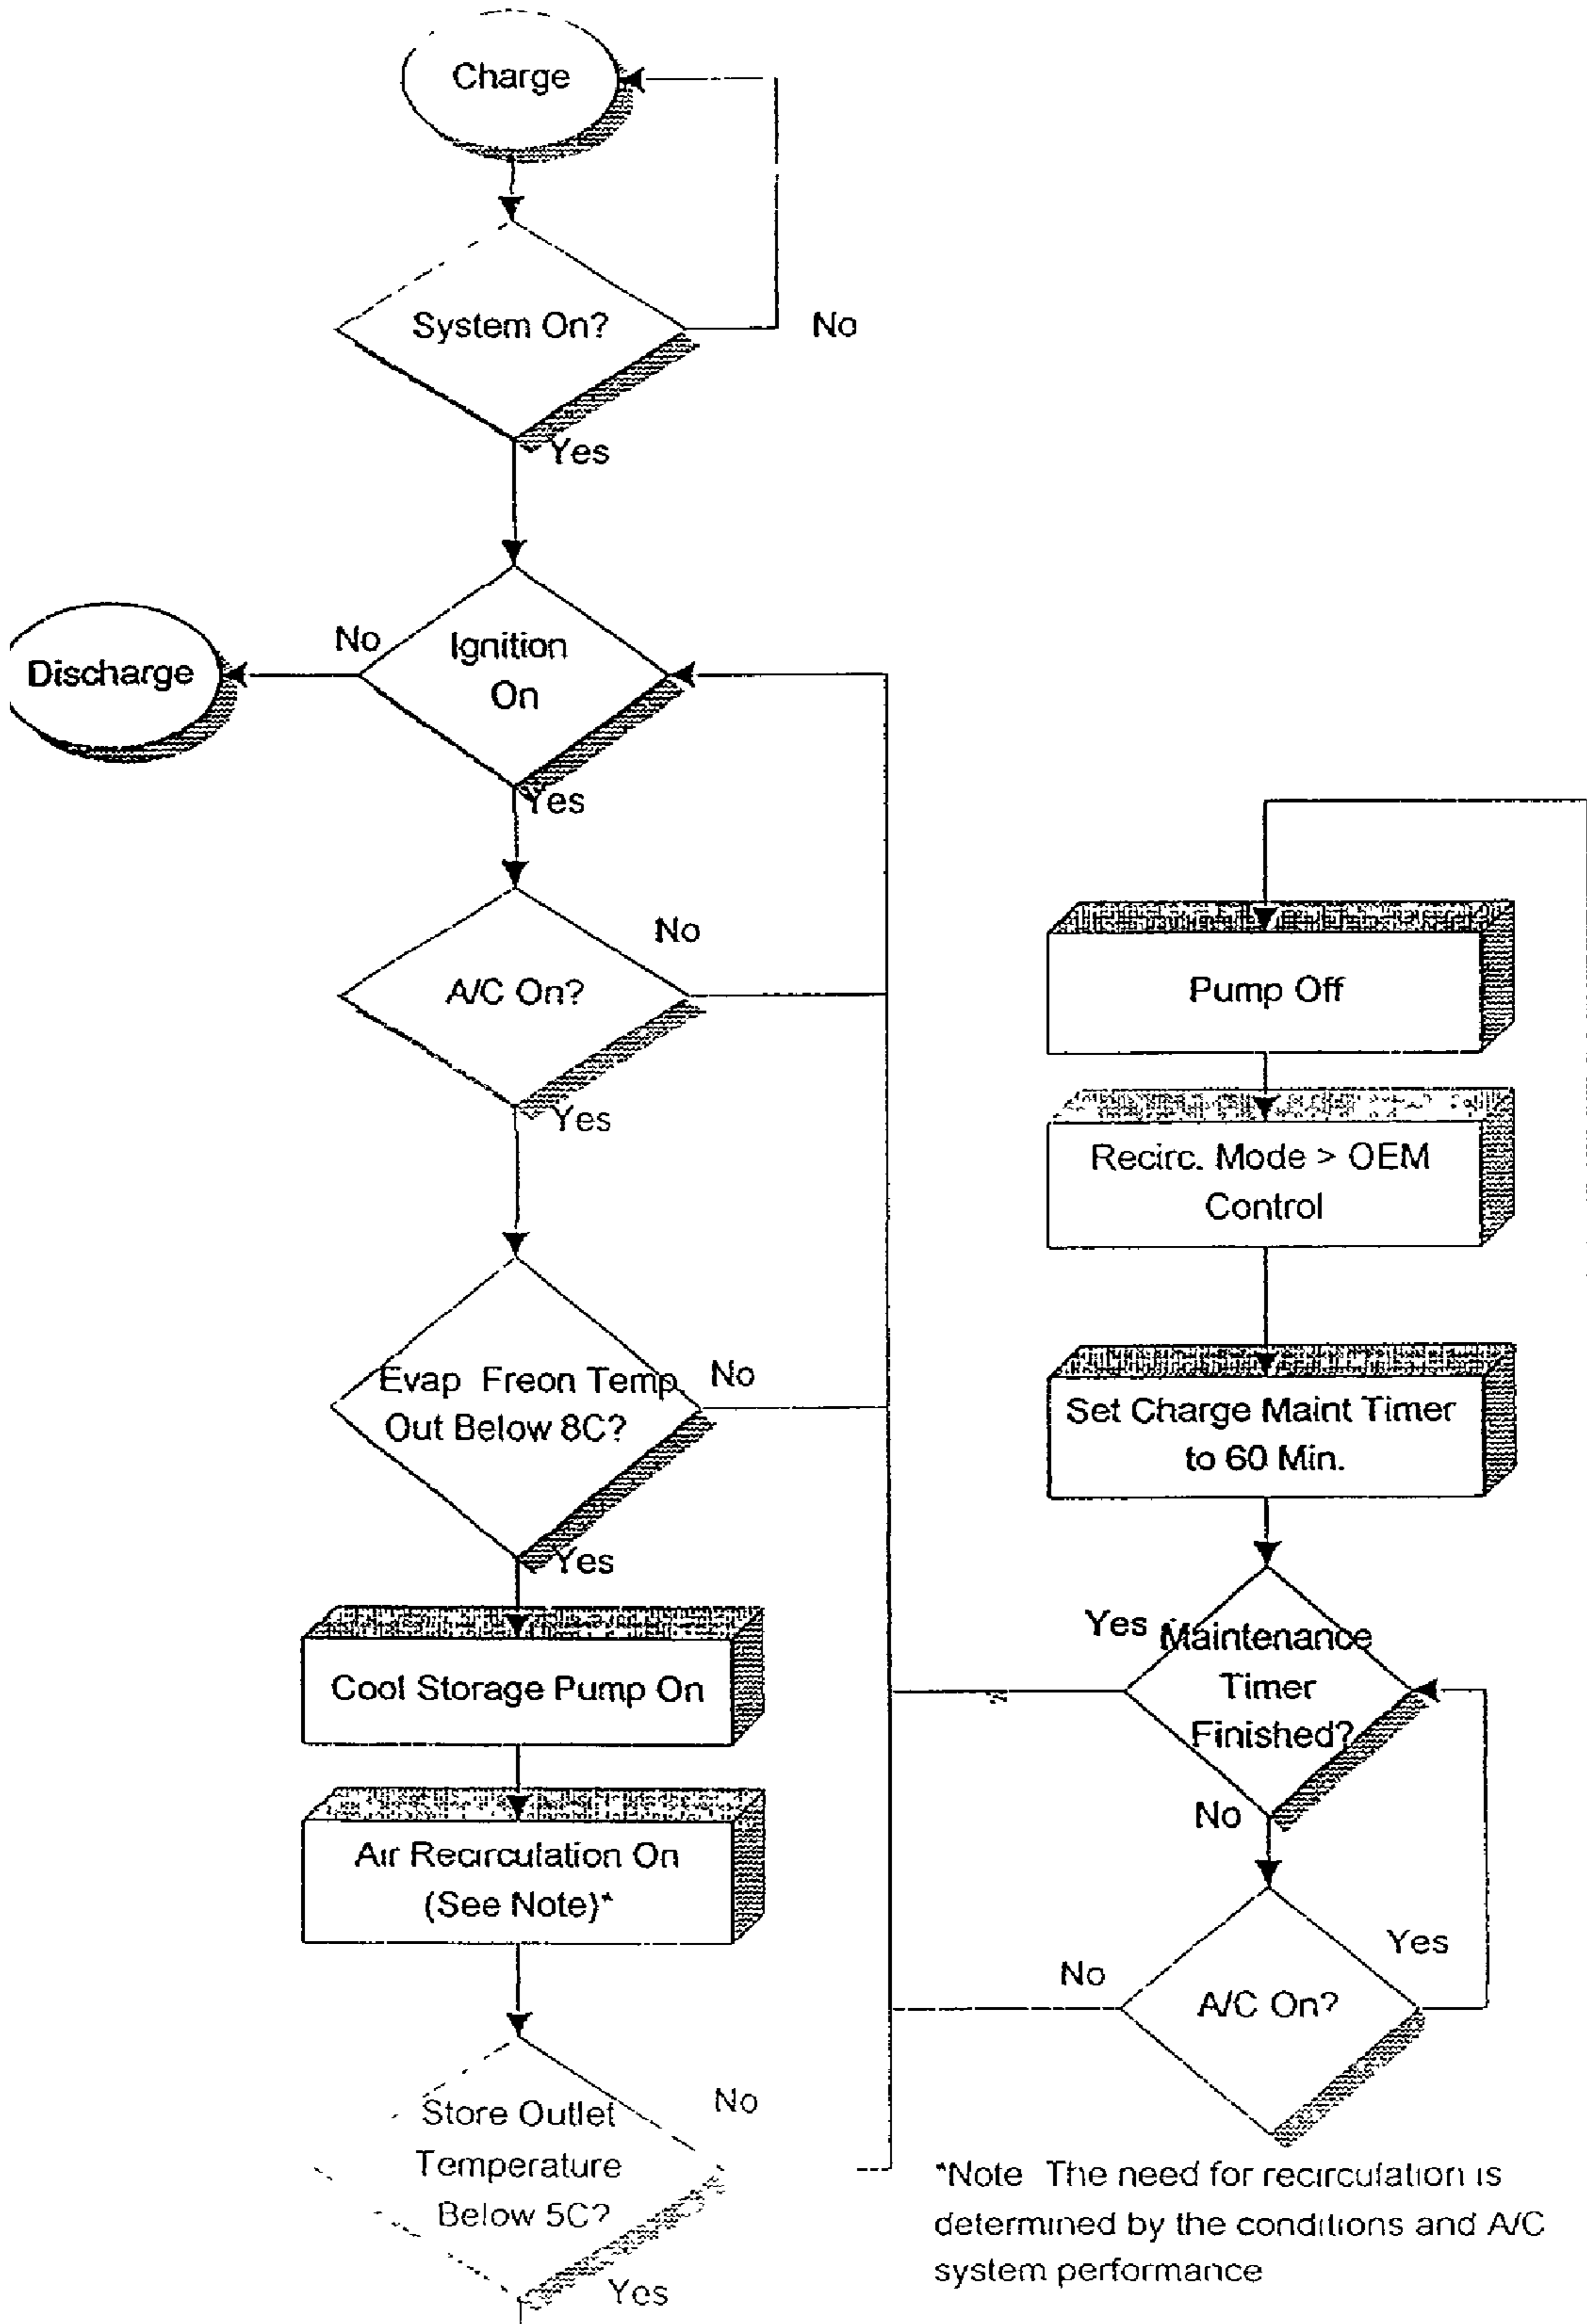 Charge
System On?
No
Yes
Discharge
No
Ignition
On
Yes
A/C On?
No
Yes
Evap Freon Temp
Out Below 8C?
No
Yes
Cool Storage Pump On
Air Recirculation On
(See Note)*
Store Outlet
Temperature
Below 5C?
No
Yes
Pump Off
Recirc. Mode > OEM
Control
Set Charge Maint Timer
to 60 Min.
Yes
Maintenance
Timer
Finished?
No
A/C On?
Yes
No
*Note The need for recirculation is
determined by the conditions and A/C
system performance